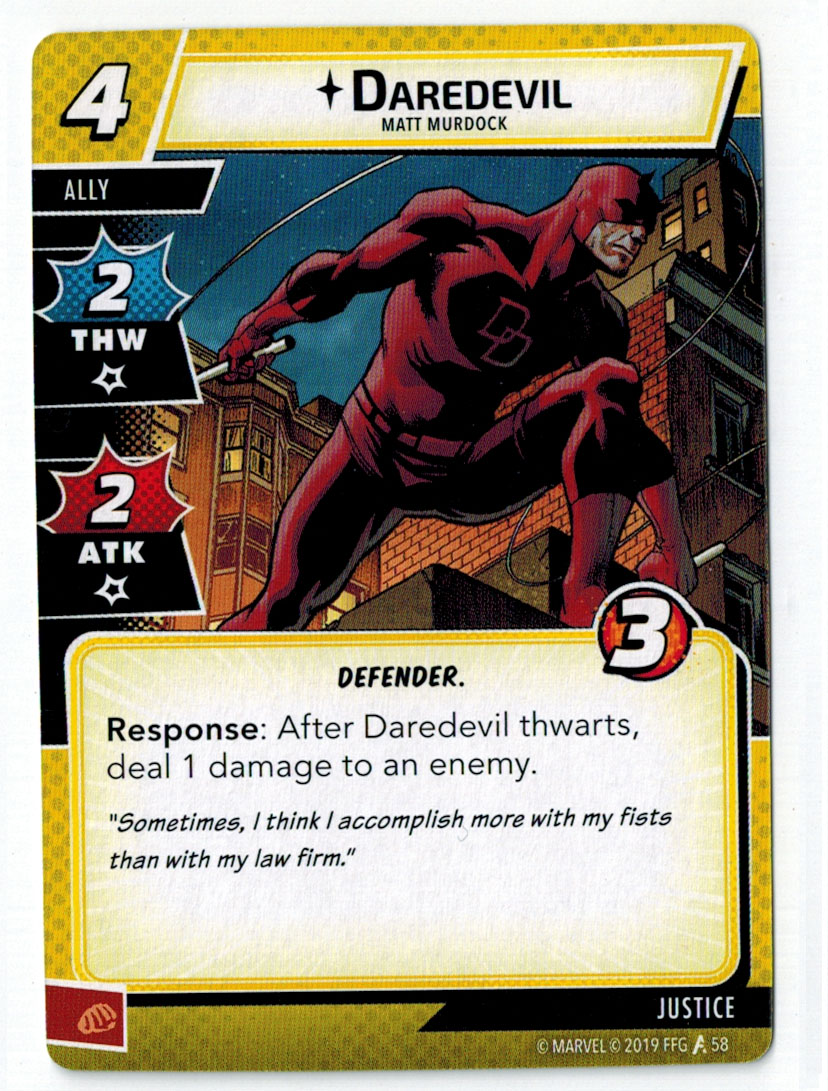 4
DAREDEVIL
MATT MURDOCK
ALLY
2
THW
2
ATK
3
DEFENDER.
Response: After Daredevil thwarts,
deal 1 damage to an enemy.
"Sometimes, I think I accomplish more with my fists
than with my law firm."
JUSTICE
© MARVEL © 2019 FFG 58